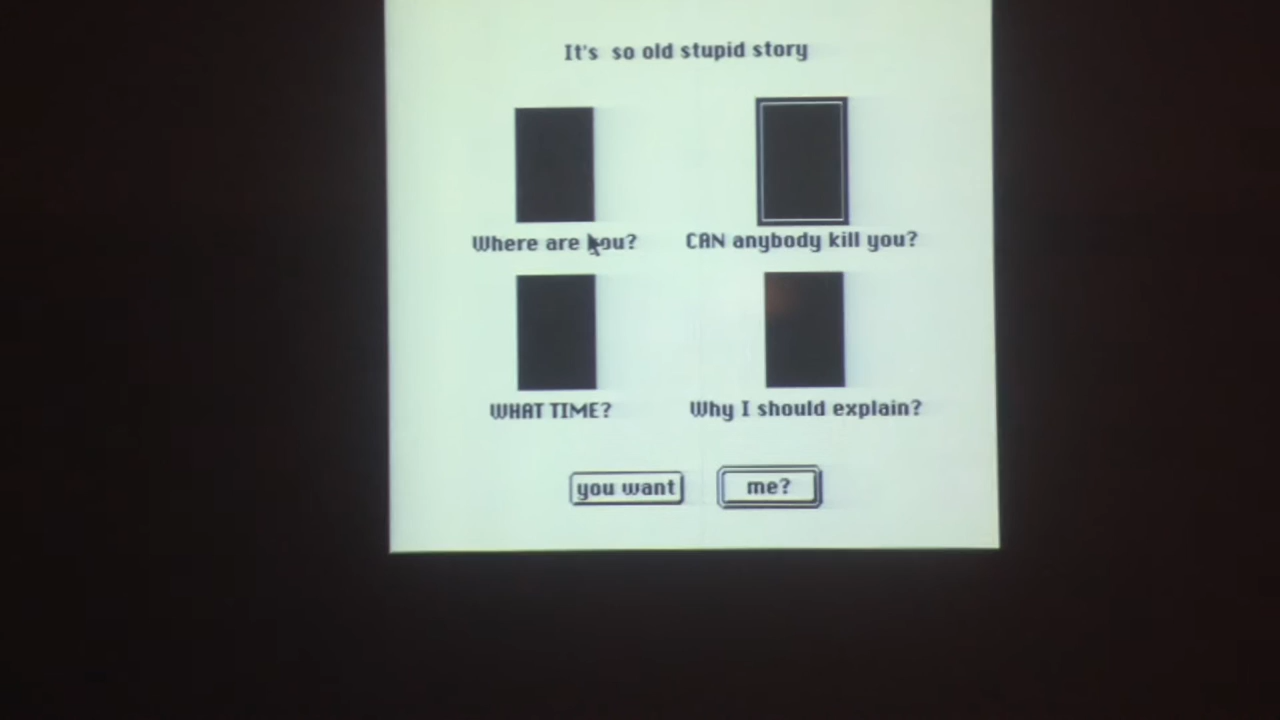 It's so old stupid story
Where are you?
CAN anybody kill you?
WHAT TIME?
Why I should explain?
you want
me?